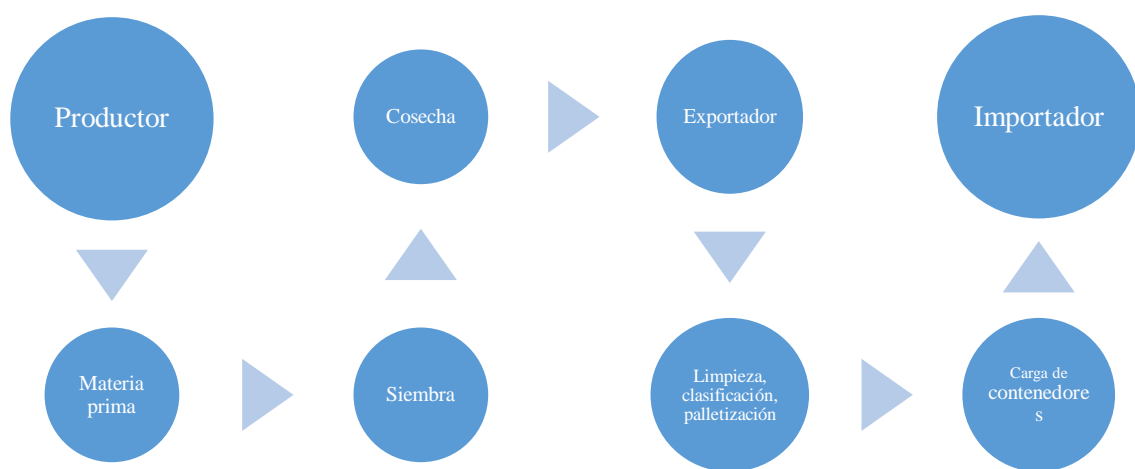 Productor
Cosecha
Exportador
Importador
Materia
prima
Siembra
Limpieza,
clasificación,
palletización
Carga de
contenedore
s